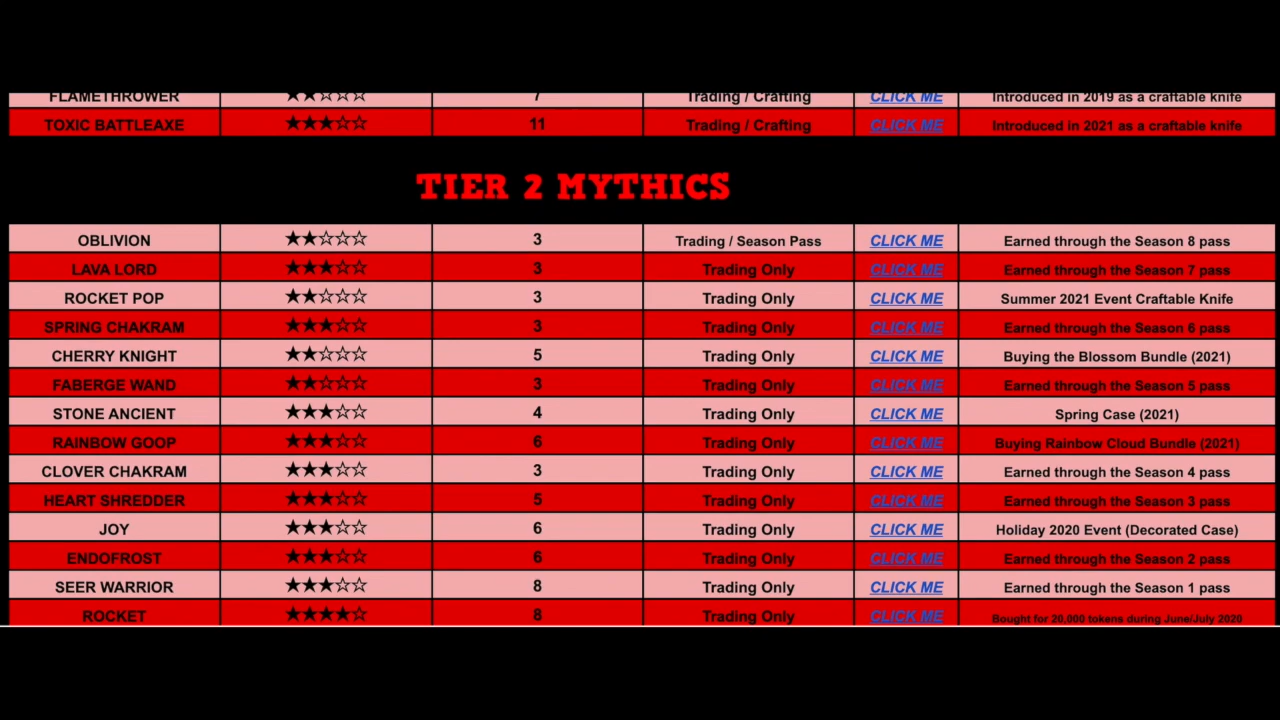 FLAMETHROWER ★★☆☆☆ 7 Trading / Crafting CLICK ME Introduced in 2019 as a craftable knife
TOXIC BATTLEAXE ★★★☆☆ 11 Trading / Crafting CLICK ME Introduced in 2021 as a craftable knife
TIER 2 MYTHICS
OBLIVION ★★☆☆☆ 3 Trading / Season Pass CLICK ME Earned through the Season 8 pass
LAVA LORD ★★★☆☆ 3 Trading Only CLICK ME Earned through the Season 7 pass
ROCKET POP ★★☆☆☆ 3 Trading Only CLICK ME Summer 2021 Event Craftable Knife
SPRING CHAKRAM ★★★☆☆ 3 Trading Only CLICK ME Earned through the Season 6 pass
CHERRY KNIGHT ★★☆☆☆ 5 Trading Only CLICK ME Buying the Blossom Bundle (2021)
FABERGE WAND ★★☆☆☆ 3 Trading Only CLICK ME Earned through the Season 5 pass
STONE ANCIENT ★★★☆☆ 4 Trading Only CLICK ME Spring Case (2021)
RAINBOW GOOP ★★★☆☆ 6 Trading Only CLICK ME Buying Rainbow Cloud Bundle (2021)
CLOVER CHAKRAM ★★★☆☆ 3 Trading Only CLICK ME Earned through the Season 4 pass
HEART SHREDDER ★★★☆☆ 5 Trading Only CLICK ME Earned through the Season 3 pass
JOY ★★★☆☆ 6 Trading Only CLICK ME Holiday 2020 Event (Decorated Case)
ENDOFROST ★★★☆☆ 6 Trading Only CLICK ME Earned through the Season 2 pass
SEER WARRIOR ★★★☆☆ 8 Trading Only CLICK ME Earned through the Season 1 pass
ROCKET ★★★★☆ 8 Trading Only CLICK ME Bought for 20,000 tokens during June/July 2020